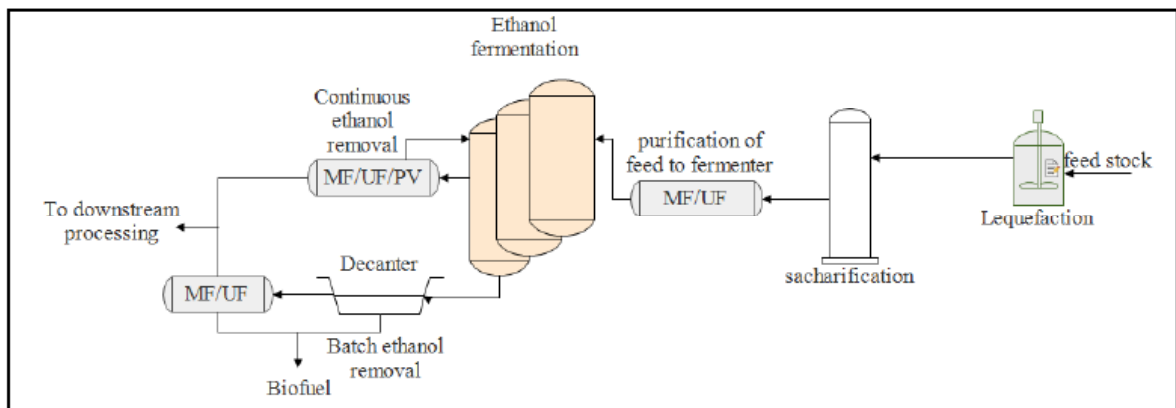 Ethanol
fermentation
Continuous
ethanol
removal
MF/UF/PV
purification of
feed to fermenter
MF/UF
feed stock
Lequefaction
sacharification
To downstream
processing
Decanter
MF/UF
Batch ethanol
removal
Biofuel